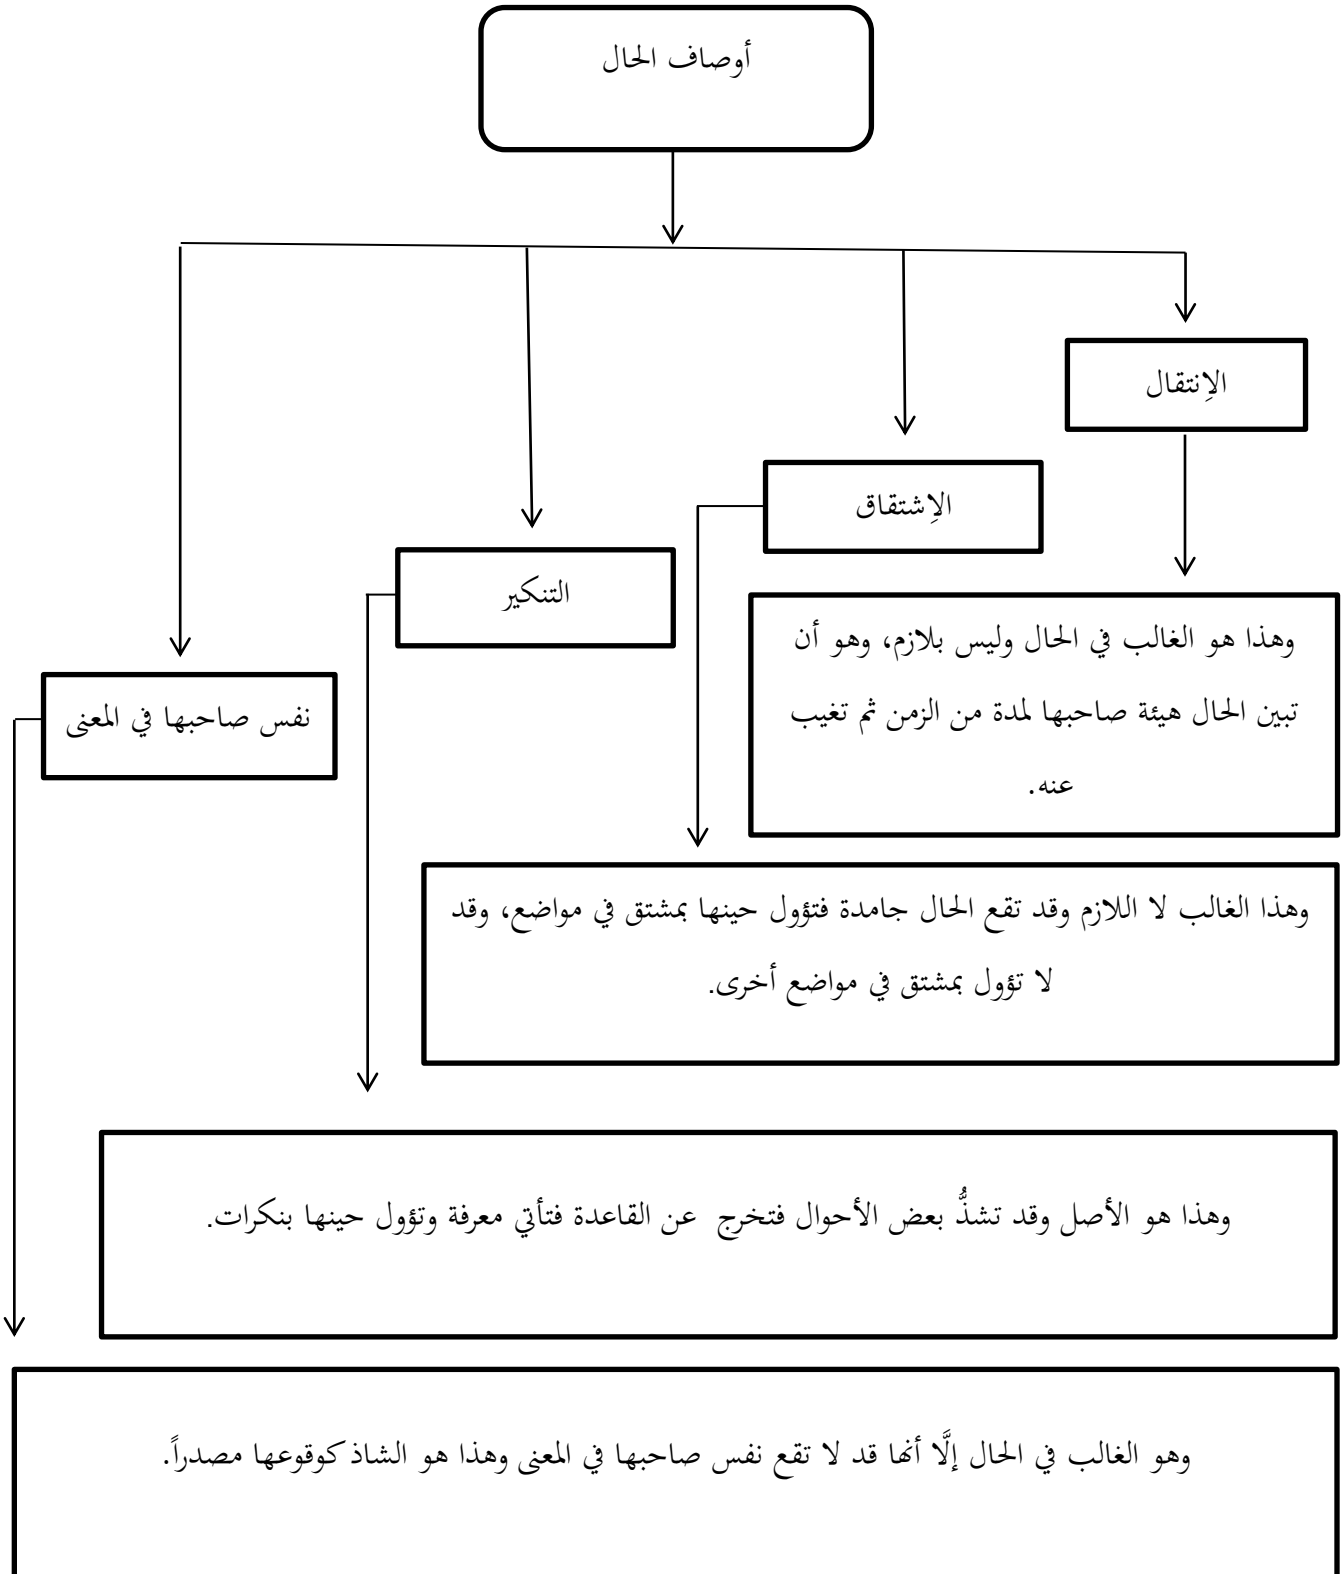 أوصاف الحال
الاِنتقال
الاِشتقاق
التنكير
نفس صاحبها في المعنى
وهذا هو الغالب في الحال وليس بلازم، وهو أن
تبين الحال هيئة صاحبها لمدة من الزمن ثم تغيب
عنه.
وهذا الغالب لا اللازم وقد تقع الحال جامدة فتؤول حينها بمشتق في مواضع، وقد
لا تؤول بمشتق في مواضع أخرى.
وهذا هو الأصل وقد تشذُّ بعض الأحوال فتخرج عن القاعدة فتأتي معرفة وتؤول حينها بنكرات.
وهو الغالب في الحال إلَّا أنها قد لا تقع نفس صاحبها في المعنى وهذا هو الشاذ كوقوعها مصدراً.